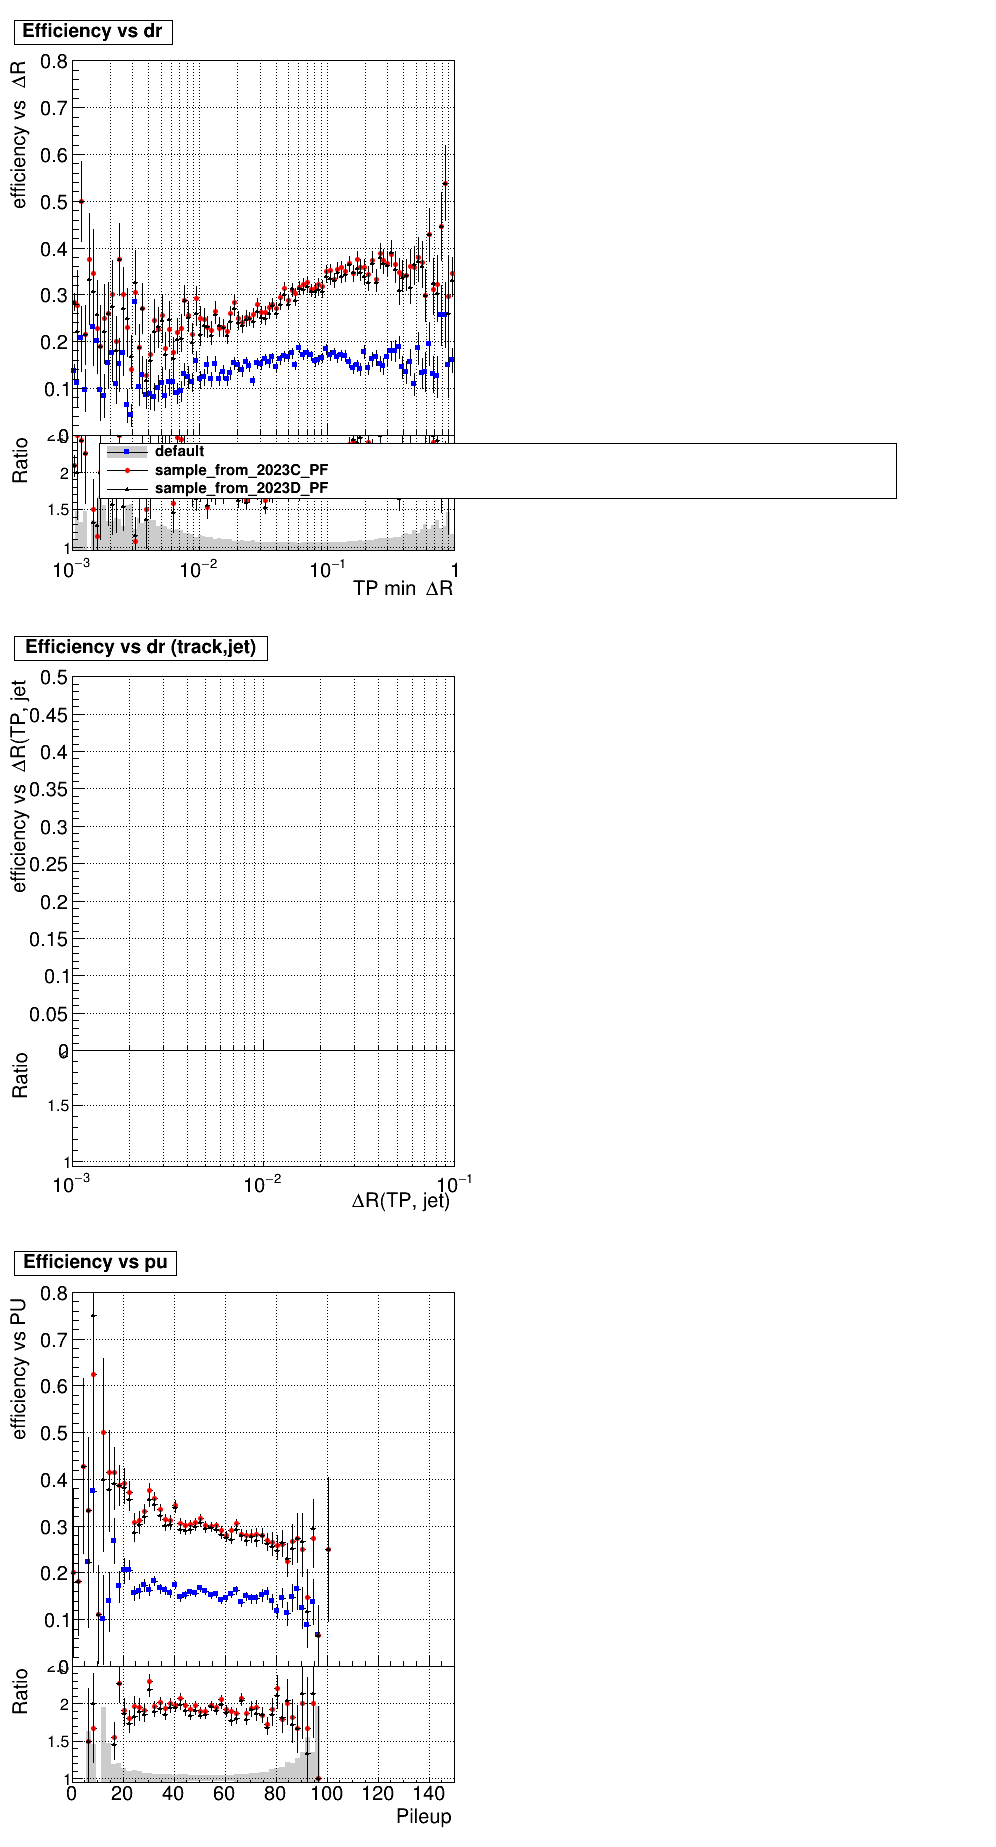 Efficiency vs dr
efficiency vs ΔR
0.8
0.7
0.6
0.5
0.4
0.3
0.2
0.1
0
Ratio
2
1.5
1
default
sample_from_2023C_PF
sample_from_2023D_PF
10⁻³ 10⁻² 10⁻¹ 1
TP min ΔR
Efficiency vs dr (track,jet)
efficiency vs ΔR(TP, jet
0.5
0.45
0.4
0.35
0.3
0.25
0.2
0.15
0.1
0.05
0
Ratio
1.5
1
10⁻³ 10⁻² 10⁻¹
ΔR(TP, jet)
Efficiency vs pu
efficiency vs PU
0.8
0.7
0.6
0.5
0.4
0.3
0.2
0.1
0
Ratio
2
1.5
1
0 20 40 60 80 100 120 140
Pileup